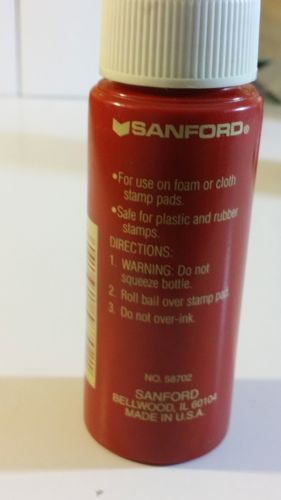 SANFORD®
•For use on foam or cloth
stamp pads.
•Safe for plastic and rubber
stamps.
DIRECTIONS:
1. WARNING: Do not
squeeze bottle.
2. Roll ball over stamp pad.
3. Do not over-ink.
NO. 58702
SANFORD
BELLWOOD, IL 60104
MADE IN U.S.A.